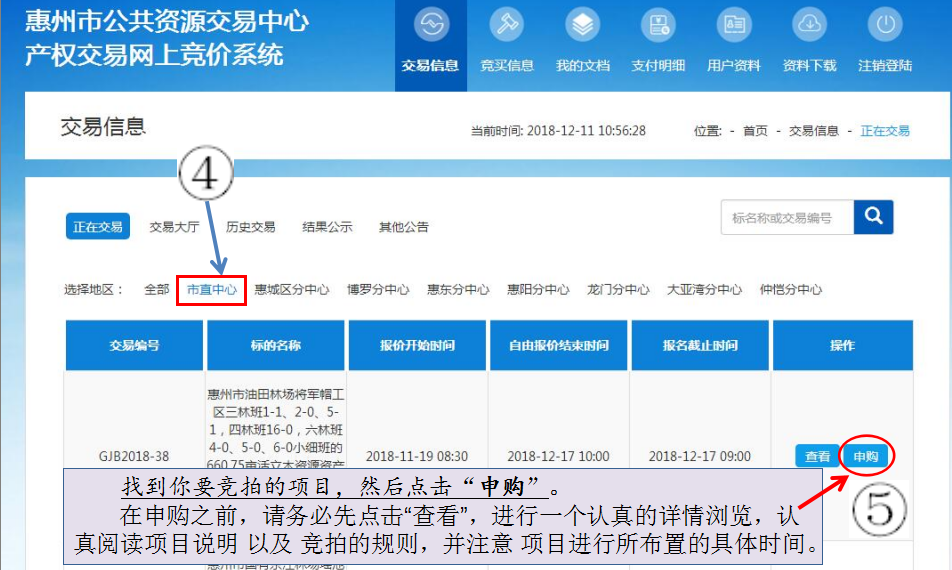 惠州市公共资源交易中心
产权交易网上竞价系统
交易信息 竞买信息 我的文档 支付明细 用户资料 资料下载 注销登陆
交易信息 当前时间: 2018-12-11 10:56:28 位置: - 首页 - 交易信息 - 正在交易
④
正在交易 交易大厅 历史交易 结果公示 其他公告 标名称或交易编号
选择地区： 全部 市直中心 惠城区分中心 博罗分中心 惠东分中心 惠阳分中心 龙门分中心 大亚湾分中心 仲恺分中心
交易编号 标的名称 报价开始时间 自由报价结束时间 报名截止时间 操作
惠州市油田林场将军帽工
区三林班1-1、2-0、5-
1，四林班16-0，六林班
4-0、5-0、6-0小细班的
660.75亩活立木资源资产
GJB2018-38 2018-11-19 08:30 2018-12-17 10:00 2018-12-17 09:00 查看 申购
找到你要竞拍的项目，然后点击“申购”。
在申购之前，请务必先点击“查看”，进行一个认真的详情浏览，认
真阅读项目说明 以及 竞拍的规则，并注意 项目进行所布置的具体时间。
⑤